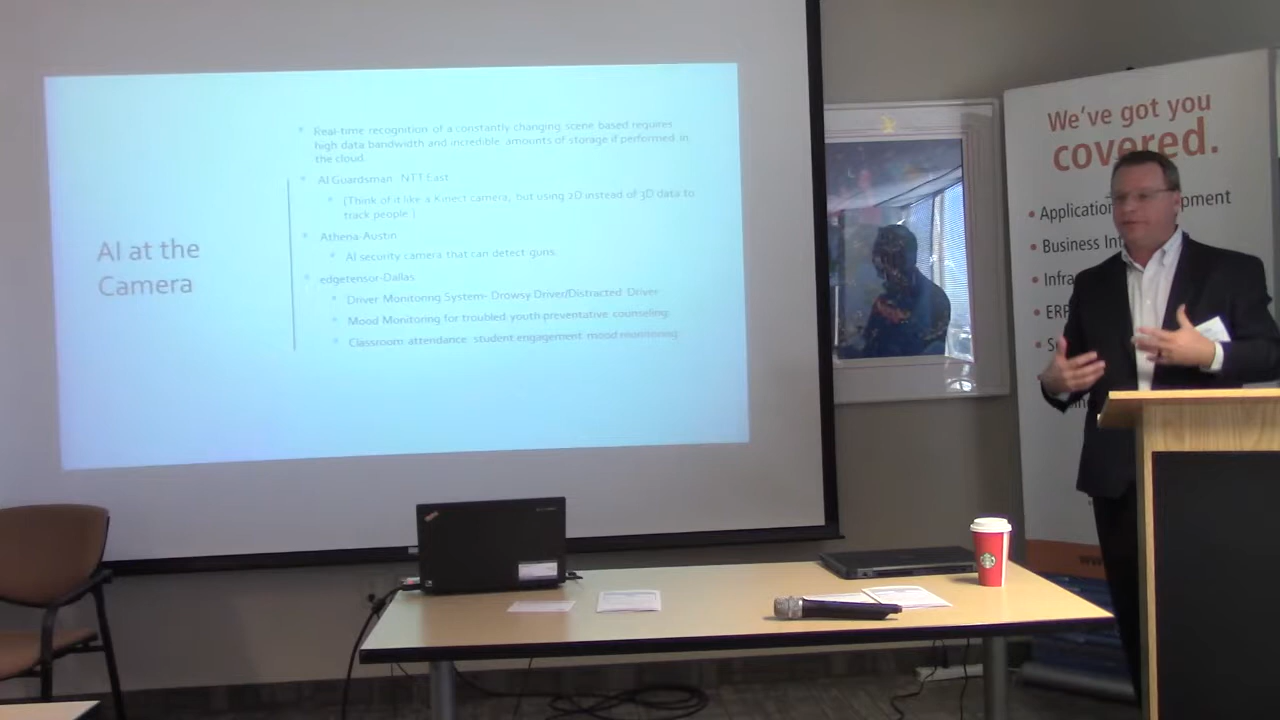 AI at the
Camera
Real-time recognition of a constantly changing scene based requires
high data bandwidth and incredible amounts of storage if performed in
the cloud.
AI Guardsman NTT East
(Think of it like a Kinect camera, but using 2D instead of 3D data to
track people.)
Athena-Austin
AI security camera that can detect guns.
edgetensor-Dallas
Driver Monitoring System- Drowsy Driver/Distracted Driver
Mood Monitoring for troubled youth preventative counseling
Classroom attendance student engagement mood monitoring
We've got you
covered.
Application
pment
Business Int
Infra
ERP